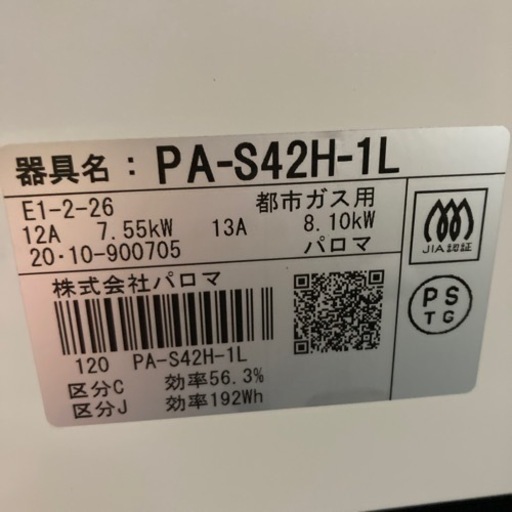 器具名：PA-S42H-1L
E1-2-26 都市ガス用
12A 7.55kW 13A 8.10kW
20・10-900705 パロマ
株式会社パロマ
120 PA-S42H-1L
区分C 効率56.3%
区分J 効率192Wh
JIA認証
PS
TG